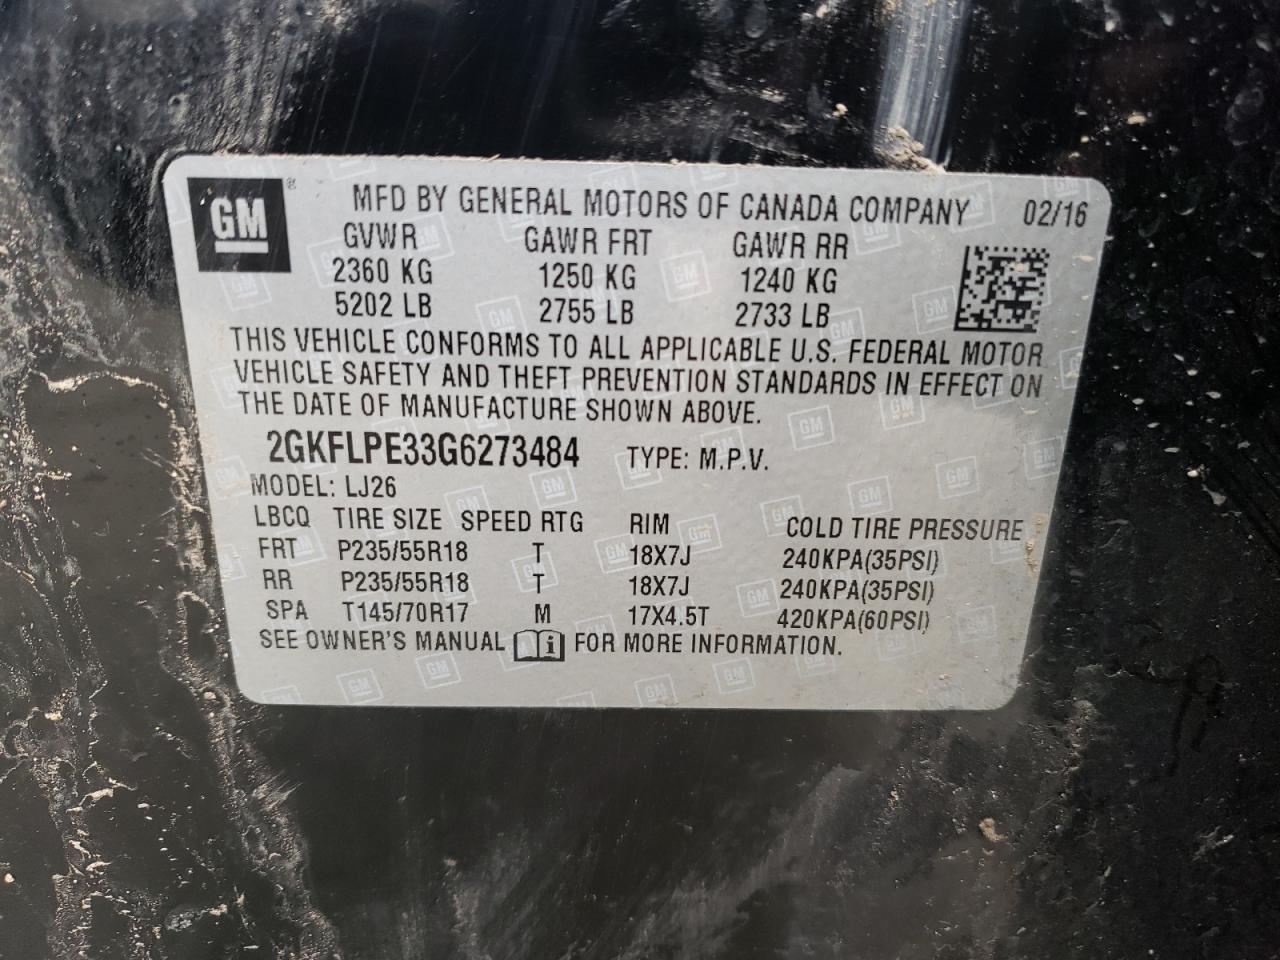 GM ® MFD BY GENERAL MOTORS OF CANADA COMPANY 02/16
GVWR GAWR FRT GAWR RR
2360 KG 1250 KG 1240 KG
5202 LB 2755 LB 2733 LB
THIS VEHICLE CONFORMS TO ALL APPLICABLE U.S. FEDERAL MOTOR
VEHICLE SAFETY AND THEFT PREVENTION STANDARDS IN EFFECT ON
THE DATE OF MANUFACTURE SHOWN ABOVE.
2GKFLPE33G6273484 TYPE: M.P.V.
MODEL: LJ26
LBCQ TIRE SIZE SPEED RTG RIM COLD TIRE PRESSURE
FRT P235/55R18 T 18X7J 240KPA(35PSI)
RR P235/55R18 T 18X7J 240KPA(35PSI)
SPA T145/70R17 M 17X4.5T 420KPA(60PSI)
SEE OWNER'S MANUAL i FOR MORE INFORMATION.